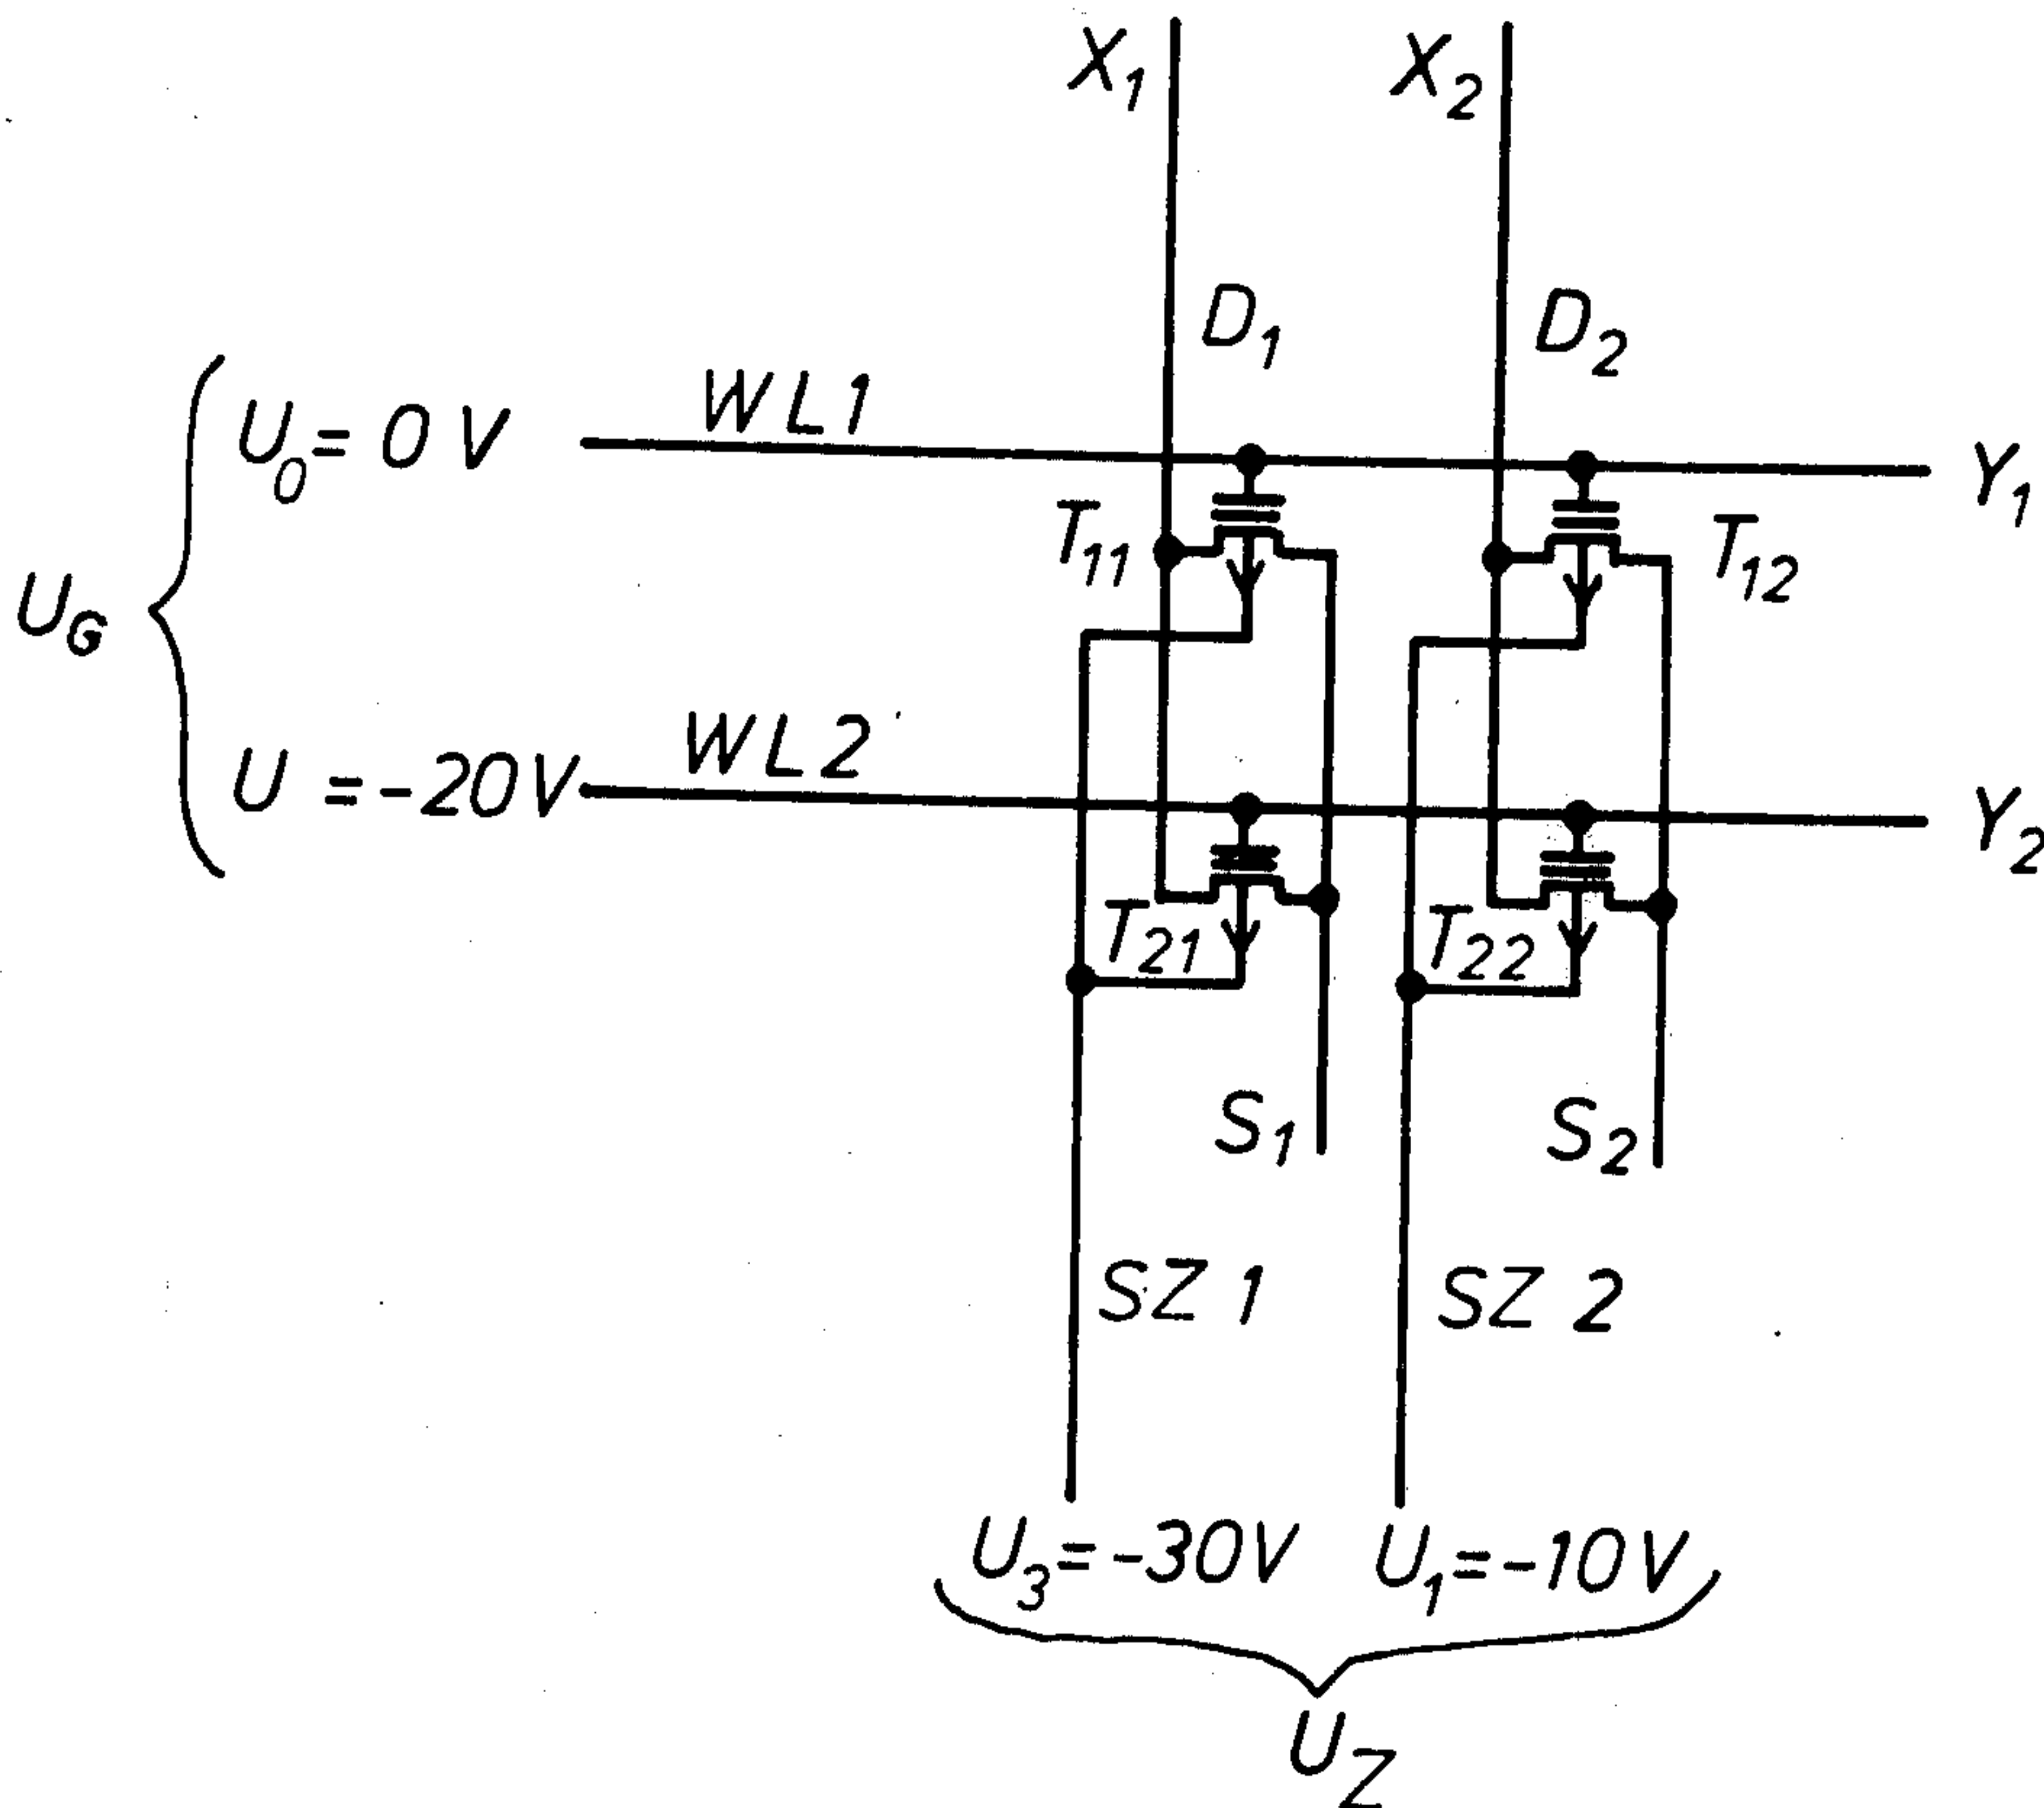 X1
X2
D1
D2
WL1
U0 = 0 V
Y1
T11
T12
UG
WL2
U = -20V
Y2
T21
T22
S1
S2
SZ 1
SZ 2
U3 = -30V
U1 = -10V
UZ